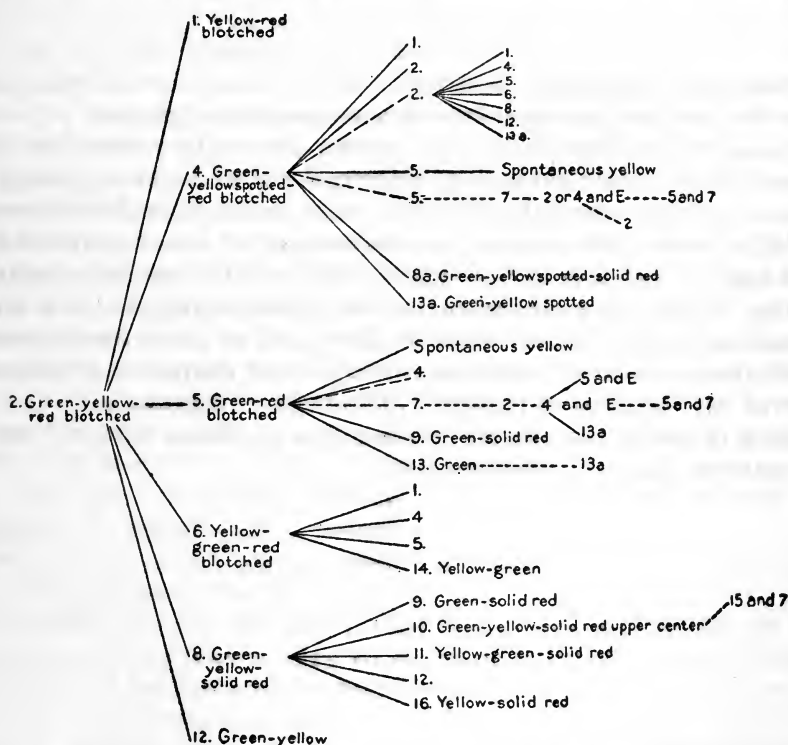 1. Yellow-red
blotched
1.
2.
2.
1.
4.
5.
6.
8.
12.
13a.
4. Green-
yellowspotted-
red blotched
5.
Spontaneous yellow
5.
7
2 or 4 and E
5 and 7
2
8a. Green-yellowspotted-solid red
13a. Green-yellow spotted
2. Green-yellow-
red blotched
5. Green-red
blotched
Spontaneous yellow
4.
7.
2
4
and E
5 and 7
5 and E
13a
9. Green-solid red
13. Green
13a
6. Yellow-
green-red
blotched
1.
4
5.
14. Yellow-green
8. Green-
yellow-
solid red
9. Green-solid red
10. Green-yellow-solid red upper center
15 and 7
11. Yellow-green-solid red
12.
16. Yellow-solid red
12. Green-yellow